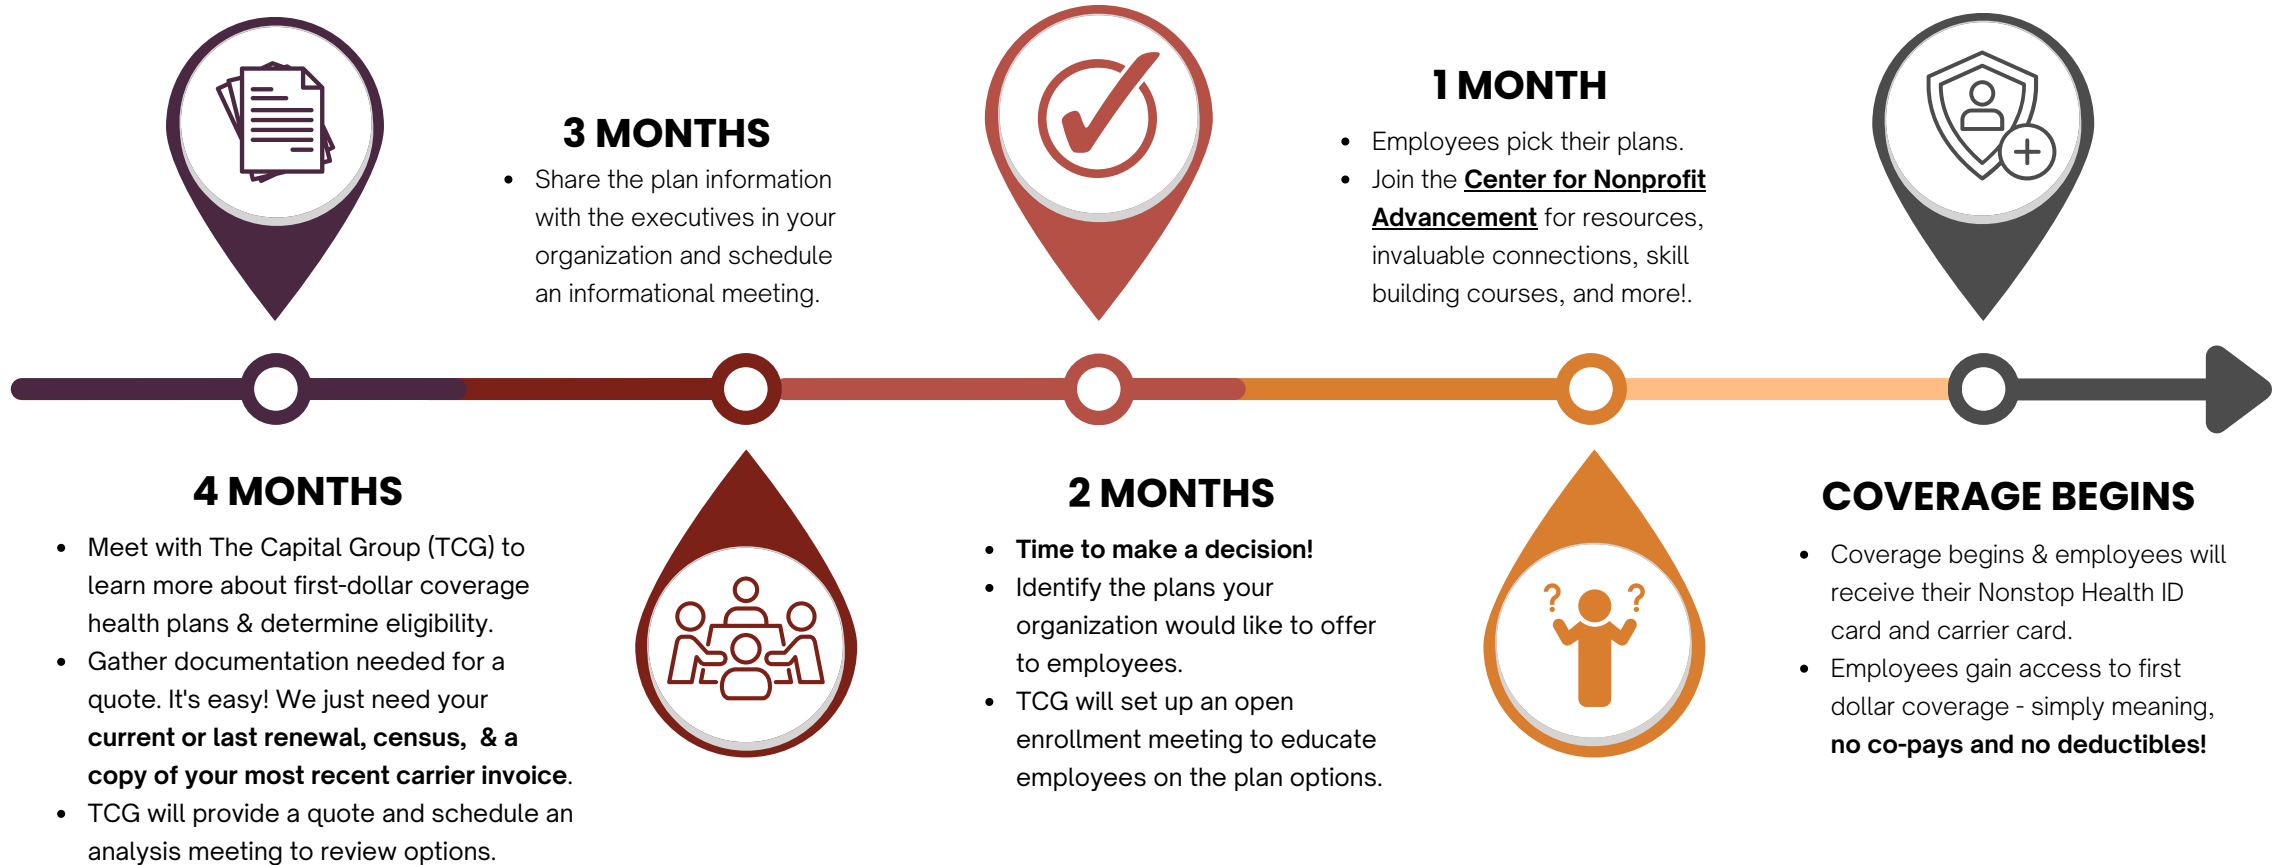 4 MONTHS
• Meet with The Capital Group (TCG) to
learn more about first-dollar coverage
health plans & determine eligibility.
• Gather documentation needed for a
quote. It's easy! We just need your
current or last renewal, census,  & a
copy of your most recent carrier invoice.
• TCG will provide a quote and schedule an
analysis meeting to review options.
3 MONTHS
• Share the plan information
with the executives in your
organization and schedule
an informational meeting.
2 MONTHS
• Time to make a decision!
• Identify the plans your
organization would like to offer
to employees.
• TCG will set up an open
enrollment meeting to educate
employees on the plan options.
1 MONTH
• Employees pick their plans.
• Join the Center for Nonprofit
Advancement for resources,
invaluable connections, skill
building courses, and more!.
? ?
COVERAGE BEGINS
• Coverage begins & employees will
receive their Nonstop Health ID
card and carrier card.
• Employees gain access to first
dollar coverage - simply meaning,
no co-pays and no deductibles!